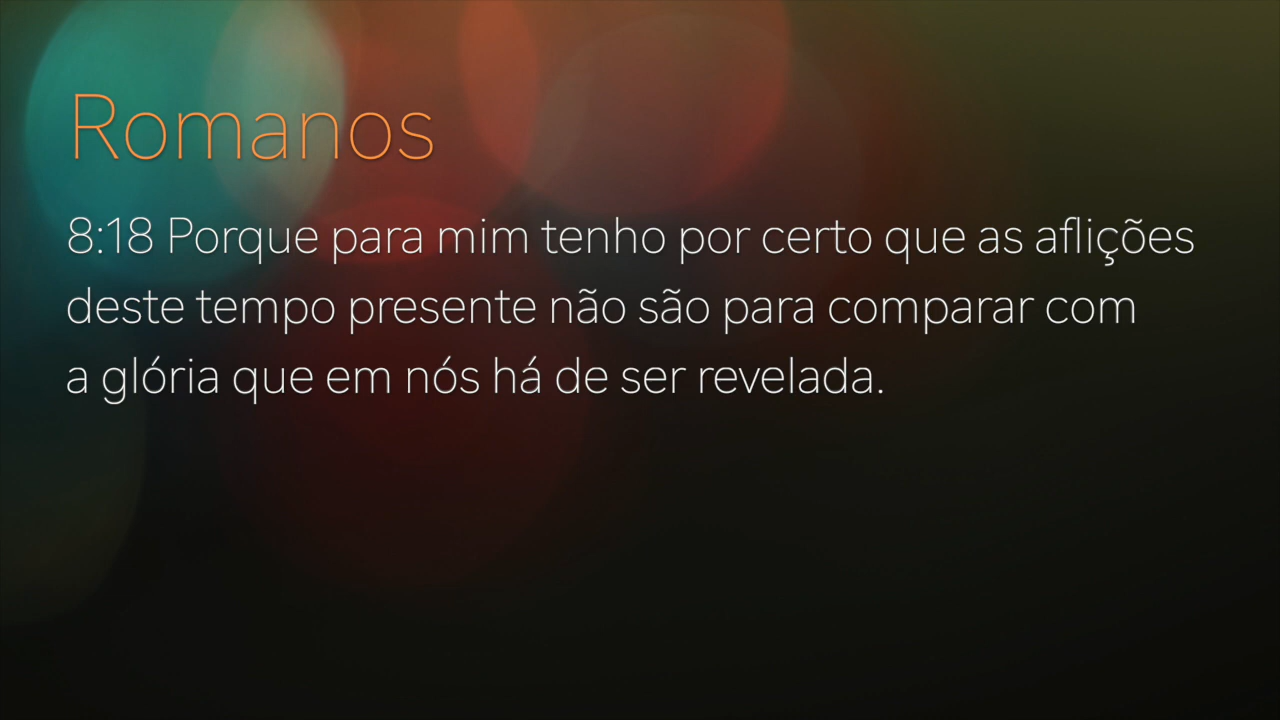 Romanos
8:18 Porque para mim tenho por certo que as aflições
deste tempo presente não são para comparar com
a glória que em nós há de ser revelada.